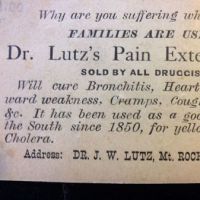 Why are you suffering wh
FAMILIES ARE US
Dr. Lutz's Pain Exte
SOLD BY ALL DRUGGIS
Will cure Bronchitis, Heart
ward weakness, Cramps, Coug
&c. It has been used as a goo
the South since 1850, for yello
Cholera.
Address: DR. J. W. LUTZ, Mt. ROCK